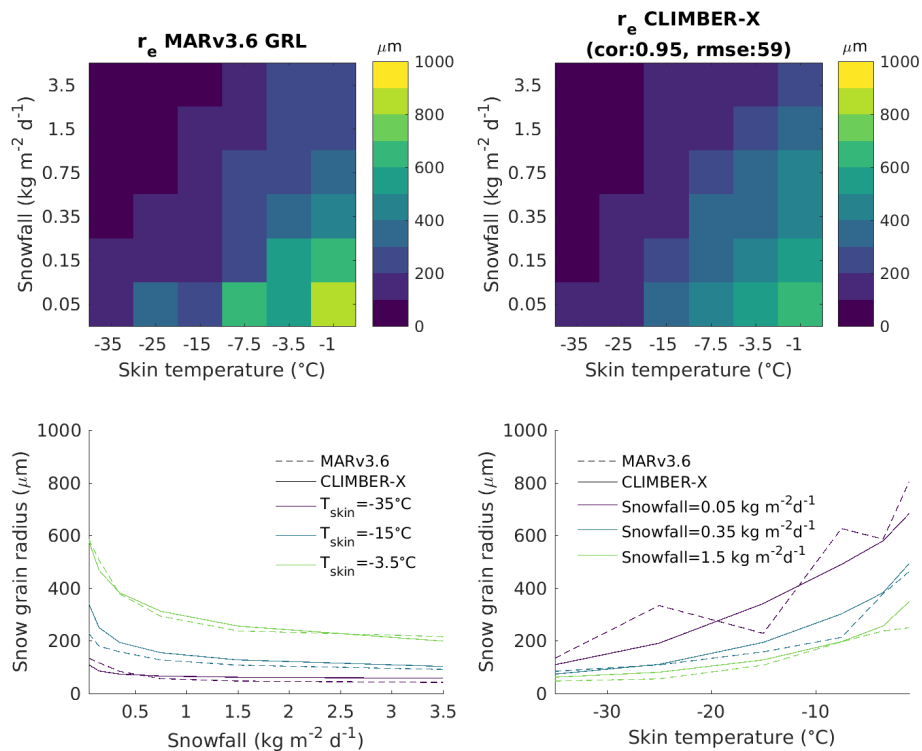 r_e MARv3.6 GRL
μm
1000
800
600
400
200
0
3.5
1.5
0.75
0.35
0.15
0.05
Snowfall (kg m⁻² d⁻¹)
-35 -25 -15 -7.5 -3.5 -1
Skin temperature (°C)
r_e CLIMBER-X
(cor:0.95, rmse:59)
μm
1000
800
600
400
200
0
3.5
1.5
0.75
0.35
0.15
0.05
Snowfall (kg m⁻² d⁻¹)
-35 -25 -15 -7.5 -3.5 -1
Skin temperature (°C)
1000
800
600
400
200
0
Snow grain radius (μm)
MARv3.6
CLIMBER-X
T_skin=-35°C
T_skin=-15°C
T_skin=-3.5°C
0.5 1 1.5 2 2.5 3 3.5
Snowfall (kg m⁻² d⁻¹)
1000
800
600
400
200
0
Snow grain radius (μm)
MARv3.6
CLIMBER-X
Snowfall=0.05 kg m⁻²d⁻¹
Snowfall=0.35 kg m⁻²d⁻¹
Snowfall=1.5 kg m⁻²d⁻¹
-30 -20 -10
Skin temperature (°C)